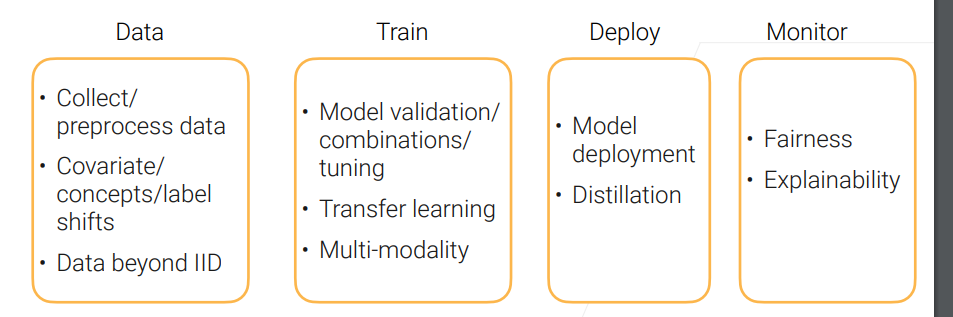 Data
• Collect/
preprocess data
• Covariate/
concepts/label
shifts
• Data beyond IID
Train
• Model validation/
combinations/
tuning
• Transfer learning
• Multi-modality
Deploy
• Model
deployment
• Distillation
Monitor
• Fairness
• Explainability